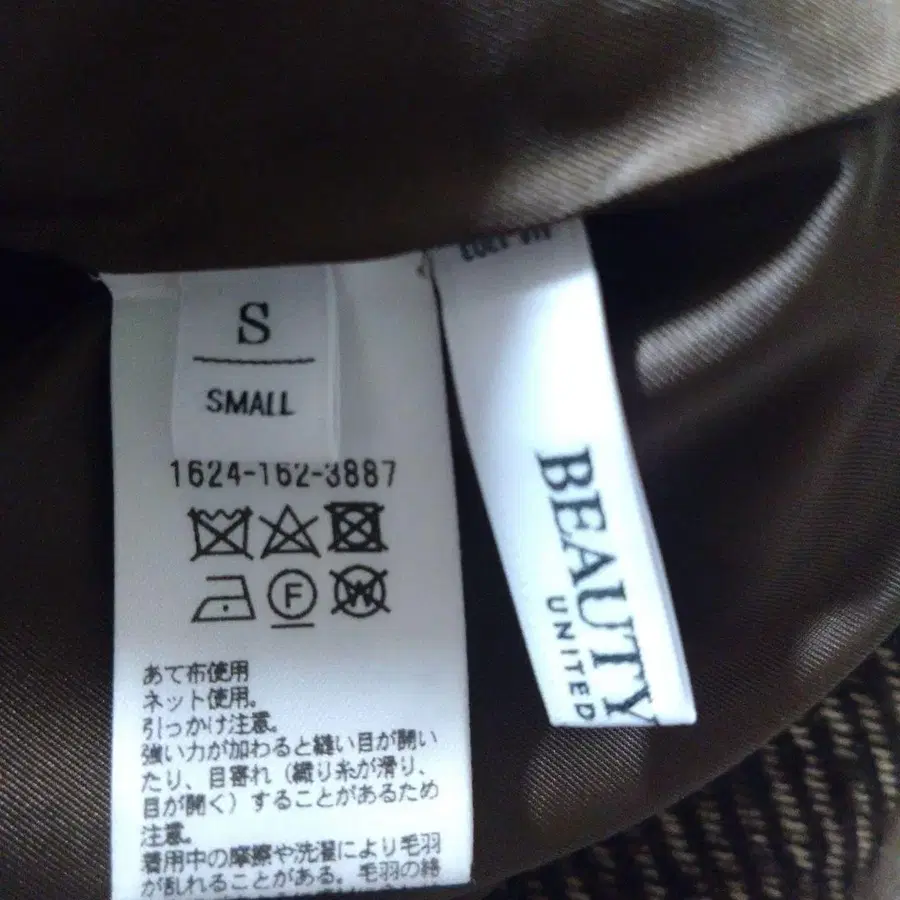 S
SMALL
1624-162-3887
F
W
あて布使用
ネット使用。
引っかけ注意。
強い力が加わると縫い目が開い
たり、目寄れ（織り糸が滑り、
目が開く）することがあるため
注意。
着用中の摩擦や洗濯により毛羽
が乱れることがある。毛羽の綿
BEAUTY
UNITED